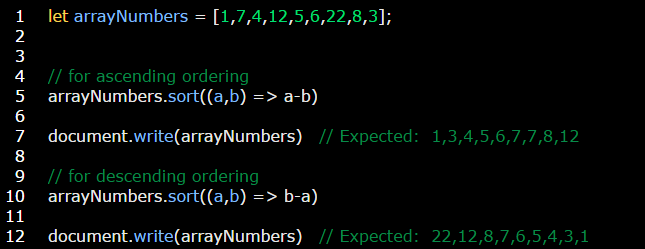 1 let arrayNumbers = [1,7,4,12,5,6,22,8,3];
2
3
4 // for ascending ordering
5 arrayNumbers.sort((a,b) => a-b)
6
7 document.write(arrayNumbers) // Expected: 1,3,4,5,6,7,7,8,12
8
9 // for descending ordering
10 arrayNumbers.sort((a,b) => b-a)
11
12 document.write(arrayNumbers) // Expected: 22,12,8,7,6,5,4,3,1